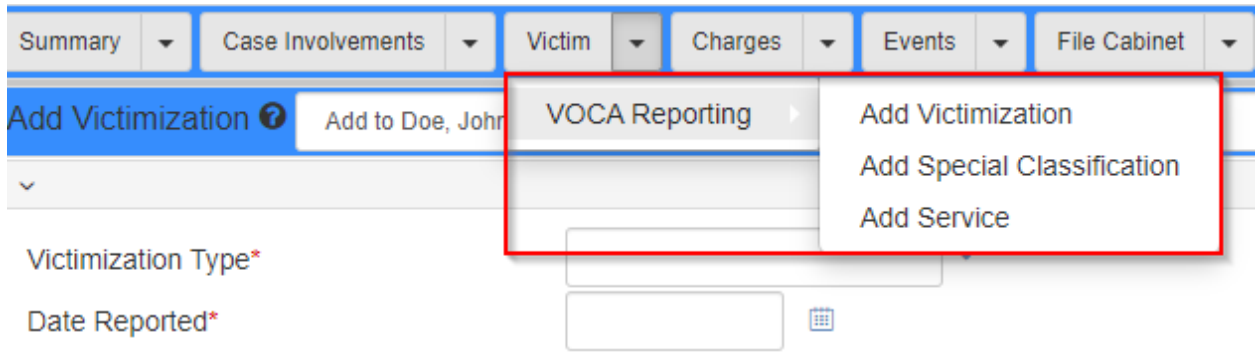 Summary Case Involvements Victim Charges Events File Cabinet
Add Victimization ? Add to Doe, John
VOCA Reporting
Add Victimization
Add Special Classification
Add Service
Victimization Type*
Date Reported*